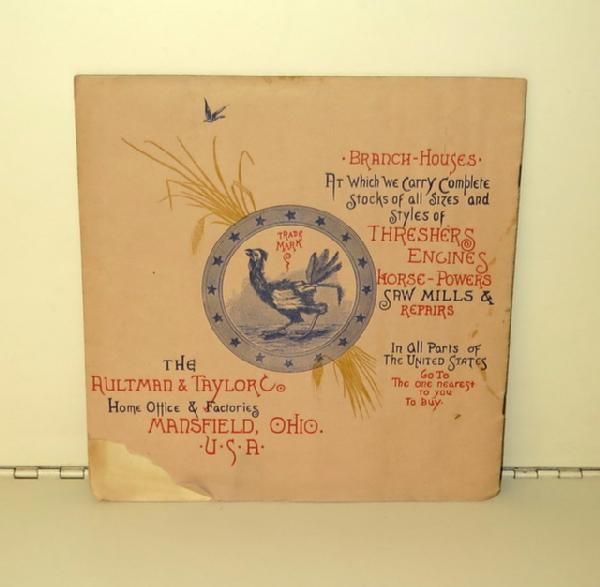 ·BRANCH-HOUSES·
At Which We Carry Complete
Stocks of all Sizes and
Styles of
THRESHERS
ENGINES
HORSE-POWERS
SAW MILLS &
REPAIRS
TRADE
MARK
In All Parts of
The UNITED STATES
Go To
The one nearest
to you
To Buy.
THE
AULTMAN & TAYLOR Co
Home Office & Factories
MANSFIELD, OHIO.
·U·S·A·